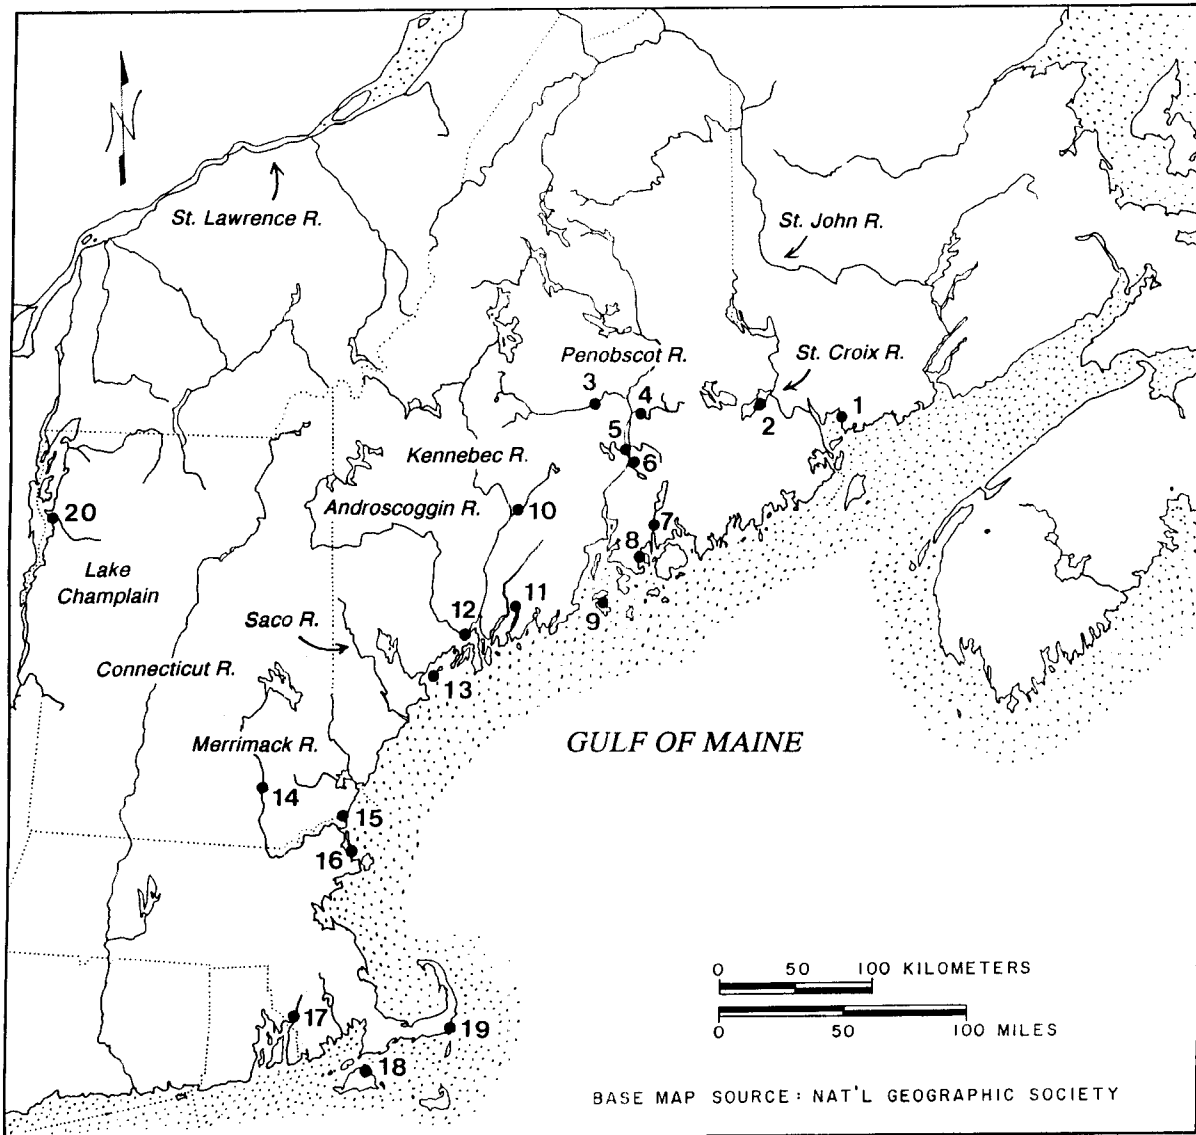 N
St. Lawrence R.
St. John R.
Penobscot R.
St. Croix R.
3
4
1
2
5
Kennebec R.
6
Androscoggin R.
10
20
7
8
Lake
Champlain
11
9
12
Saco R.
Connecticut R.
13
Merrimack R.
GULF OF MAINE
14
15
16
0 50 100 KILOMETERS
17
19
0 50 100 MILES
18
BASE MAP SOURCE: NAT'L GEOGRAPHIC SOCIETY